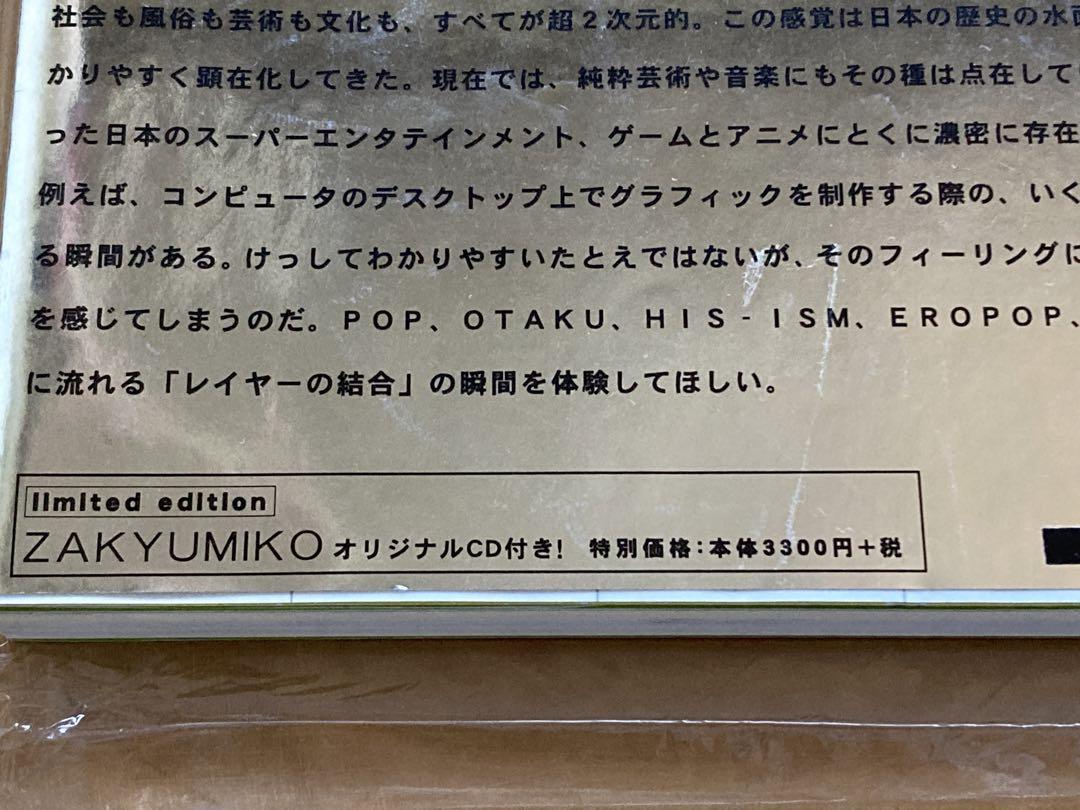 社会も風俗も芸術も文化も、すべてが超2次元的。この感覚は日本の歴史の水面
かりやすく顕在化してきた。現在では、純粋芸術や音楽にもその種は点在して
った日本のスーパーエンタテインメント、ゲームとアニメにとくに濃密に存在
例えば、コンピュータのデスクトップ上でグラフィックを制作する際の、いく
る瞬間がある。けっしてわかりやすいたとえではないが、そのフィーリングに
を感じてしまうのだ。POP、OTAKU、HIS-ISM、EROPOP、
に流れる「レイヤーの結合」の瞬間を体験してほしい。
limited edition
ZAKYUMIKO オリジナルCD付き! 特別価格:本体3300円+税